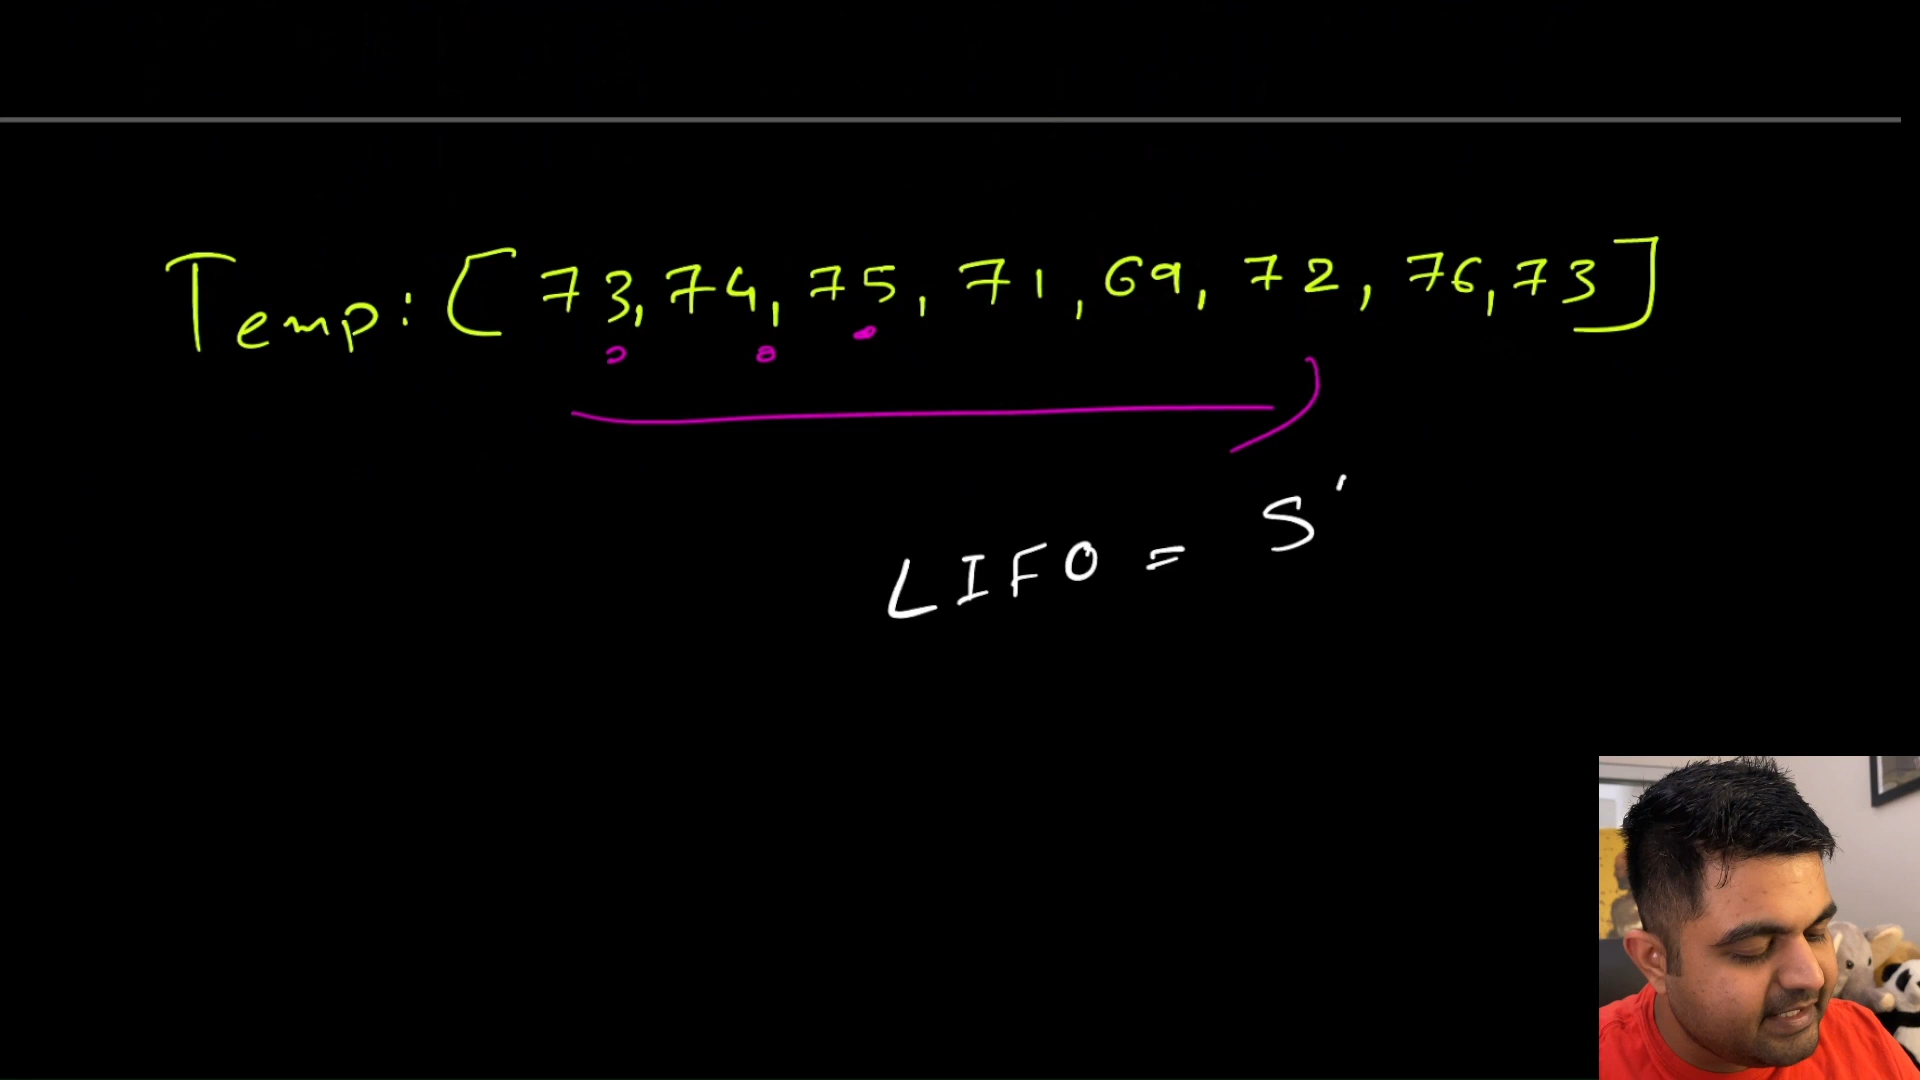 Temp: [73, 74, 75, 71, 69, 72, 76, 73]
LIFO = S